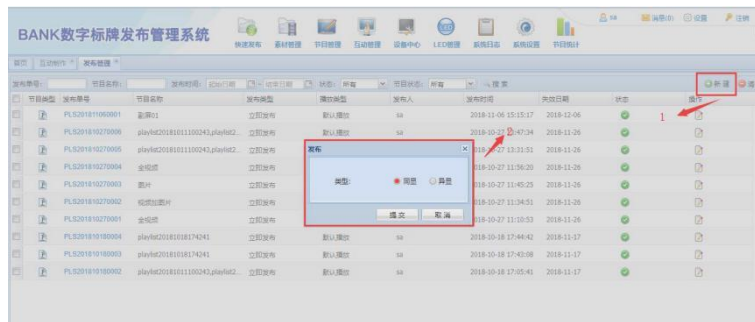 BANK数字标牌发布管理系统
快速发布 素材管理 节目管理 互动管理 设备中心 LED管理 系统日志 系统设置 节目统计
sa 消息(0) 设置 注销
首页 互动制作 发布管理
发布单号: 节目名称: 发布时间: 起始日期 - 结束日期 状态: 所有 节目状态: 所有 搜索 新建
节目类型 发布单号 节目名称 发布类型 播放类型 发布人 发布时间 失效日期 状态 操作
PLS201811060001 副屏01 立即发布 默认播放 sa 2018-11-06 15:15:17 2018-12-06
1
PLS201810270006 playlist20181011100243,playlist2... 立即发布 默认播放 sa 2018-10-27 :47:34 2018-11-26
2
PLS201810270005 playlist20181011100243,playlist2... 立即发布 13:31:51 2018-11-26
PLS201810270004 全视频 立即发布 2018-10-27 11:56:20 2018-11-26
PLS201810270003 图片 立即发布 2018-10-27 11:45:25 2018-11-26
PLS201810270002 视频加图片 立即发布 2018-10-27 11:34:51 2018-11-26
PLS201810270001 全视频 立即发布 2018-10-27 11:10:53 2018-11-26
发布
类型: 同显 异显
提交 取消
PLS201810180004 playlist20181018174241 立即发布 默认播放 sa 2018-10-18 17:44:42 2018-11-17
PLS201810180003 playlist20181018174241 立即发布 默认播放 sa 2018-10-18 17:43:08 2018-11-17
PLS201810180002 playlist20181011100243,playlist2... 立即发布 默认播放 sa 2018-10-18 17:05:41 2018-11-17